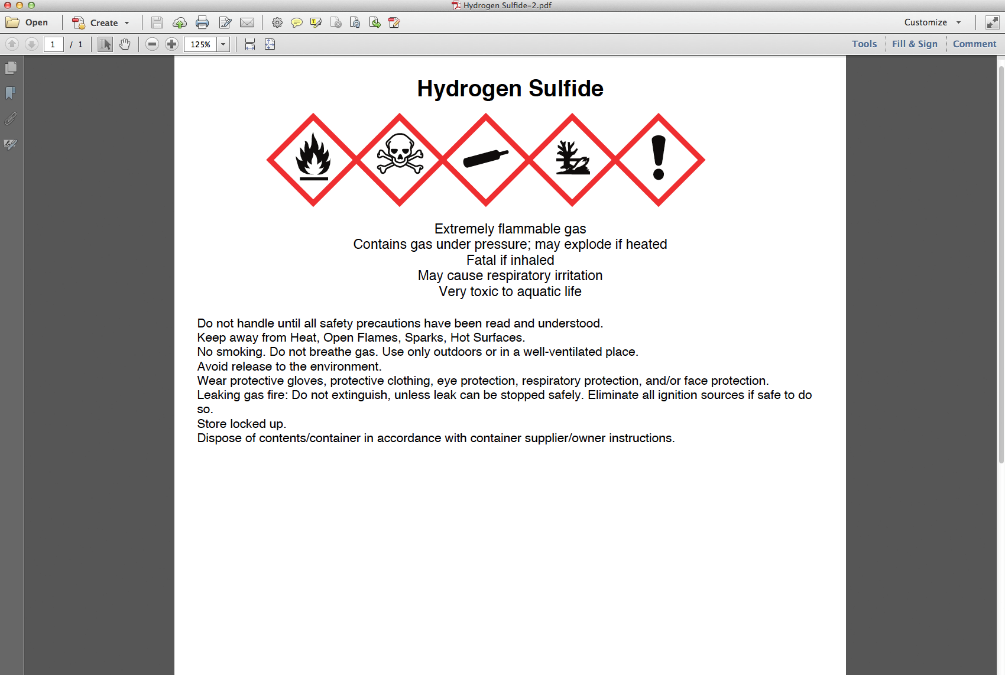 Hydrogen Sulfide-2.pdf
Open Create Customize
1 / 1 125% Tools Fill & Sign Comment
Hydrogen Sulfide
Extremely flammable gas
Contains gas under pressure; may explode if heated
Fatal if inhaled
May cause respiratory irritation
Very toxic to aquatic life
Do not handle until all safety precautions have been read and understood.
Keep away from Heat, Open Flames, Sparks, Hot Surfaces.
No smoking. Do not breathe gas. Use only outdoors or in a well-ventilated place.
Avoid release to the environment.
Wear protective gloves, protective clothing, eye protection, respiratory protection, and/or face protection.
Leaking gas fire: Do not extinguish, unless leak can be stopped safely. Eliminate all ignition sources if safe to do
so.
Store locked up.
Dispose of contents/container in accordance with container supplier/owner instructions.